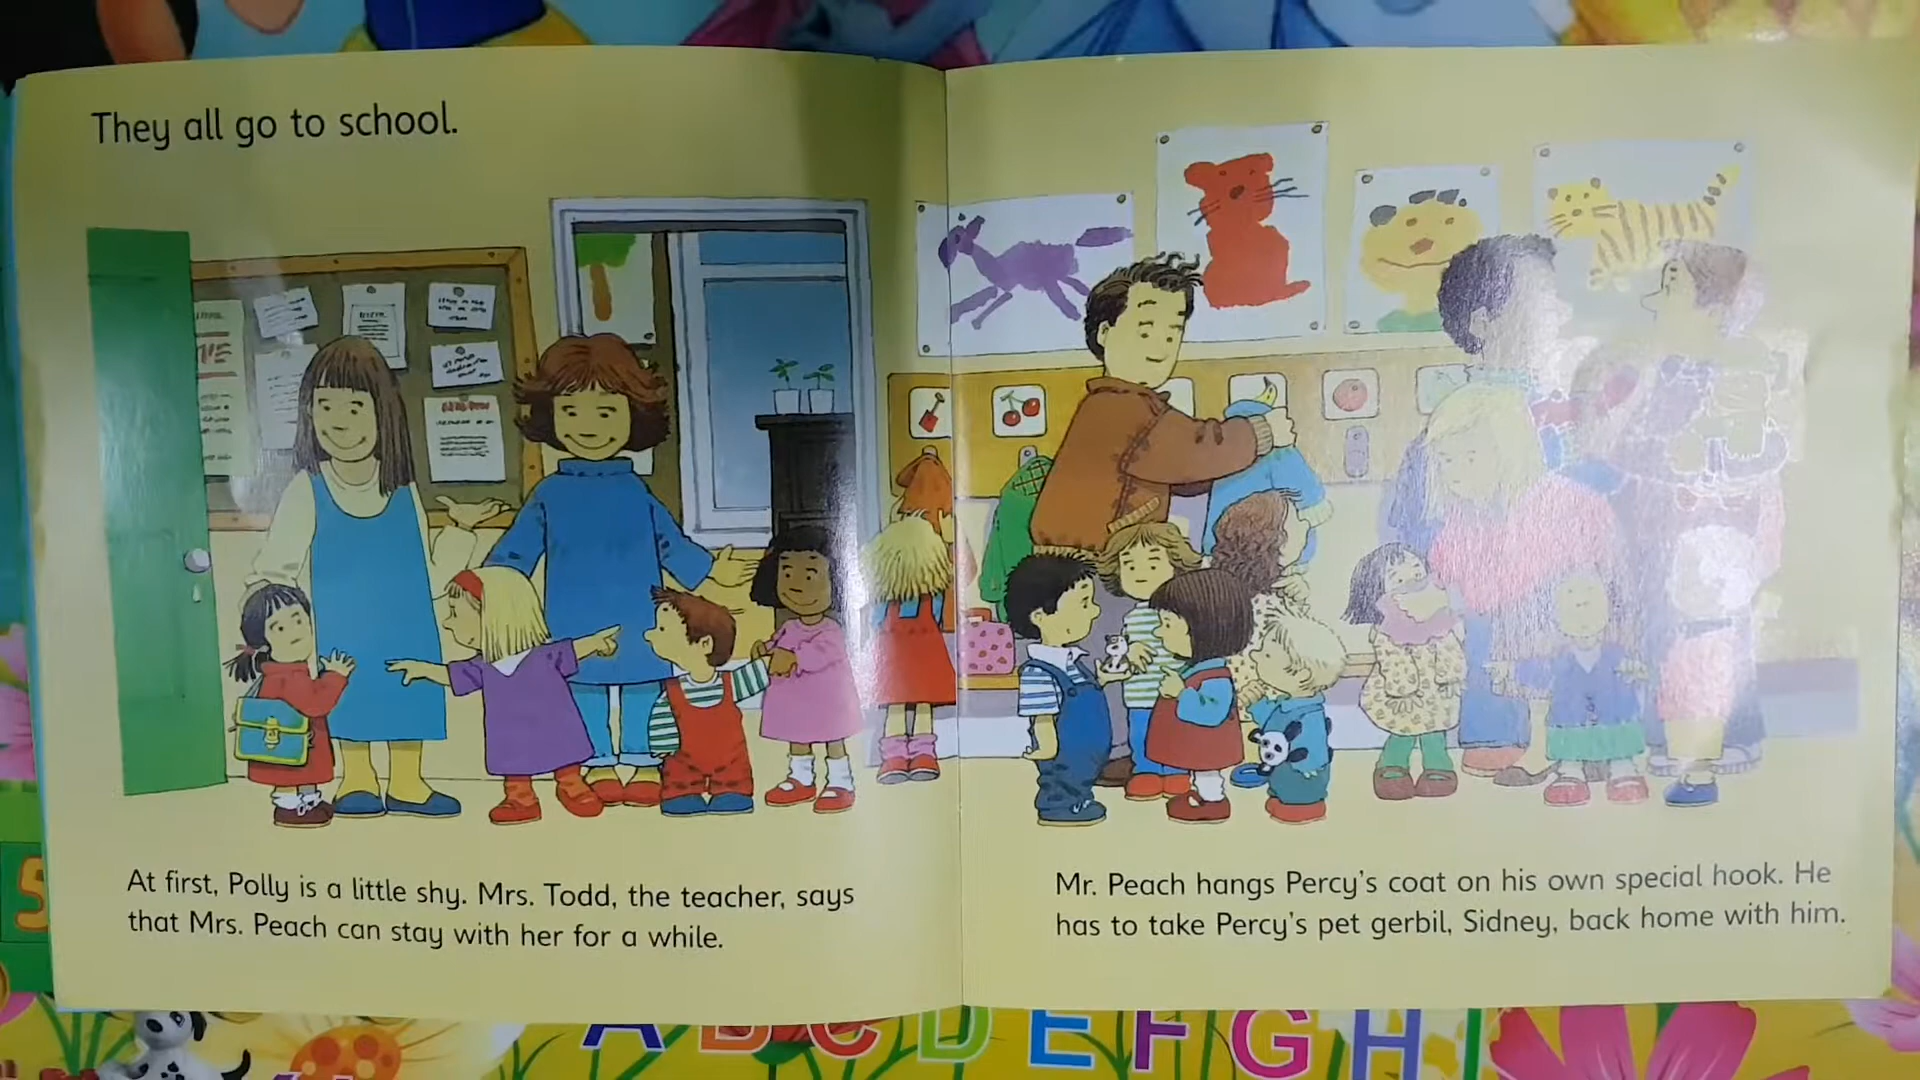 They all go to school.
At first, Polly is a little shy. Mrs. Todd, the teacher, says
that Mrs. Peach can stay with her for a while.
Mr. Peach hangs Percy's coat on his own special hook. He
has to take Percy's pet gerbil, Sidney, back home with him.
5
A B C D E F G H